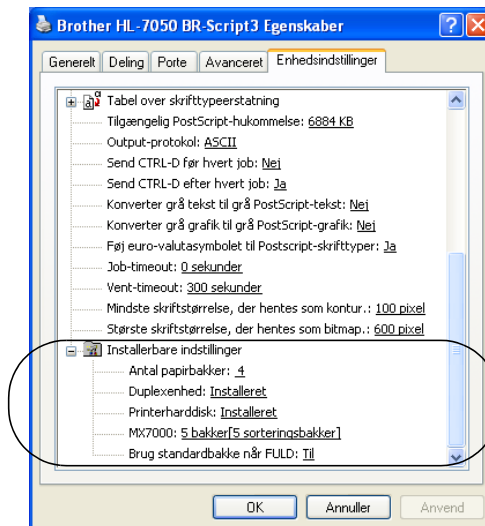 Brother HL-7050 BR-Script3 Egenskaber
Generelt Deling Porte Avanceret Enhedsindstillinger
Tabel over skrifttypeerstatning
Tilgængelig PostScript-hukommelse: 6884 KB
Output-protokol: ASCII
Send CTRL-D før hvert job: Nej
Send CTRL-D efter hvert job: Ja
Konverter grå tekst til grå PostScript-tekst: Nej
Konverter grå grafik til grå PostScript-grafik: Nej
Føj euro-valutasymbolet til Postscript-skrifttyper: Ja
Job-timeout: 0 sekunder
Vent-timeout: 300 sekunder
Mindste skriftstørrelse, der hentes som kontur.: 100 pixel
Største skriftstørrelse, der hentes som bitmap.: 600 pixel
Installerbare indstillinger
Antal papirbakker: 4
Duplexenhed: Installeret
Printerharddisk: Installeret
MX7000: 5 bakker[5 sorteringsbakker]
Brug standardbakke når FULD: Til
OK Annuller Anvend